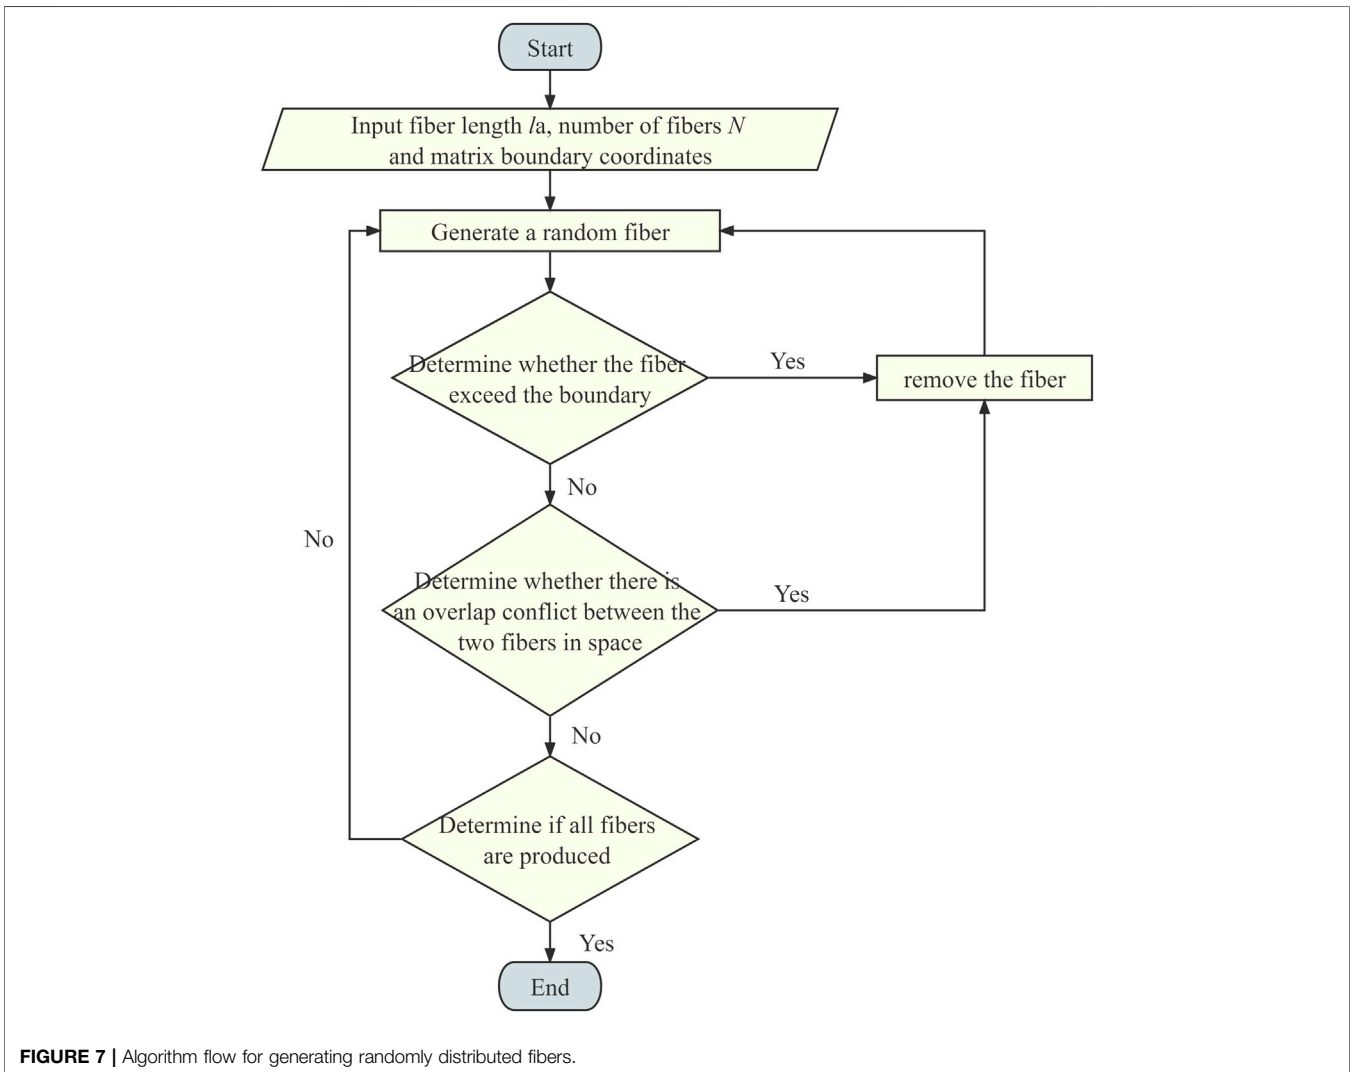 Start
Input fiber length la, number of fibers N
and matrix boundary coordinates
Generate a random fiber
Determine whether the fiber
exceed the boundary
Yes
remove the fiber
No
No
Determine whether there is
an overlap conflict between the
two fibers in space
Yes
No
Determine if all fibers
are produced
Yes
End
FIGURE 7 | Algorithm flow for generating randomly distributed fibers.